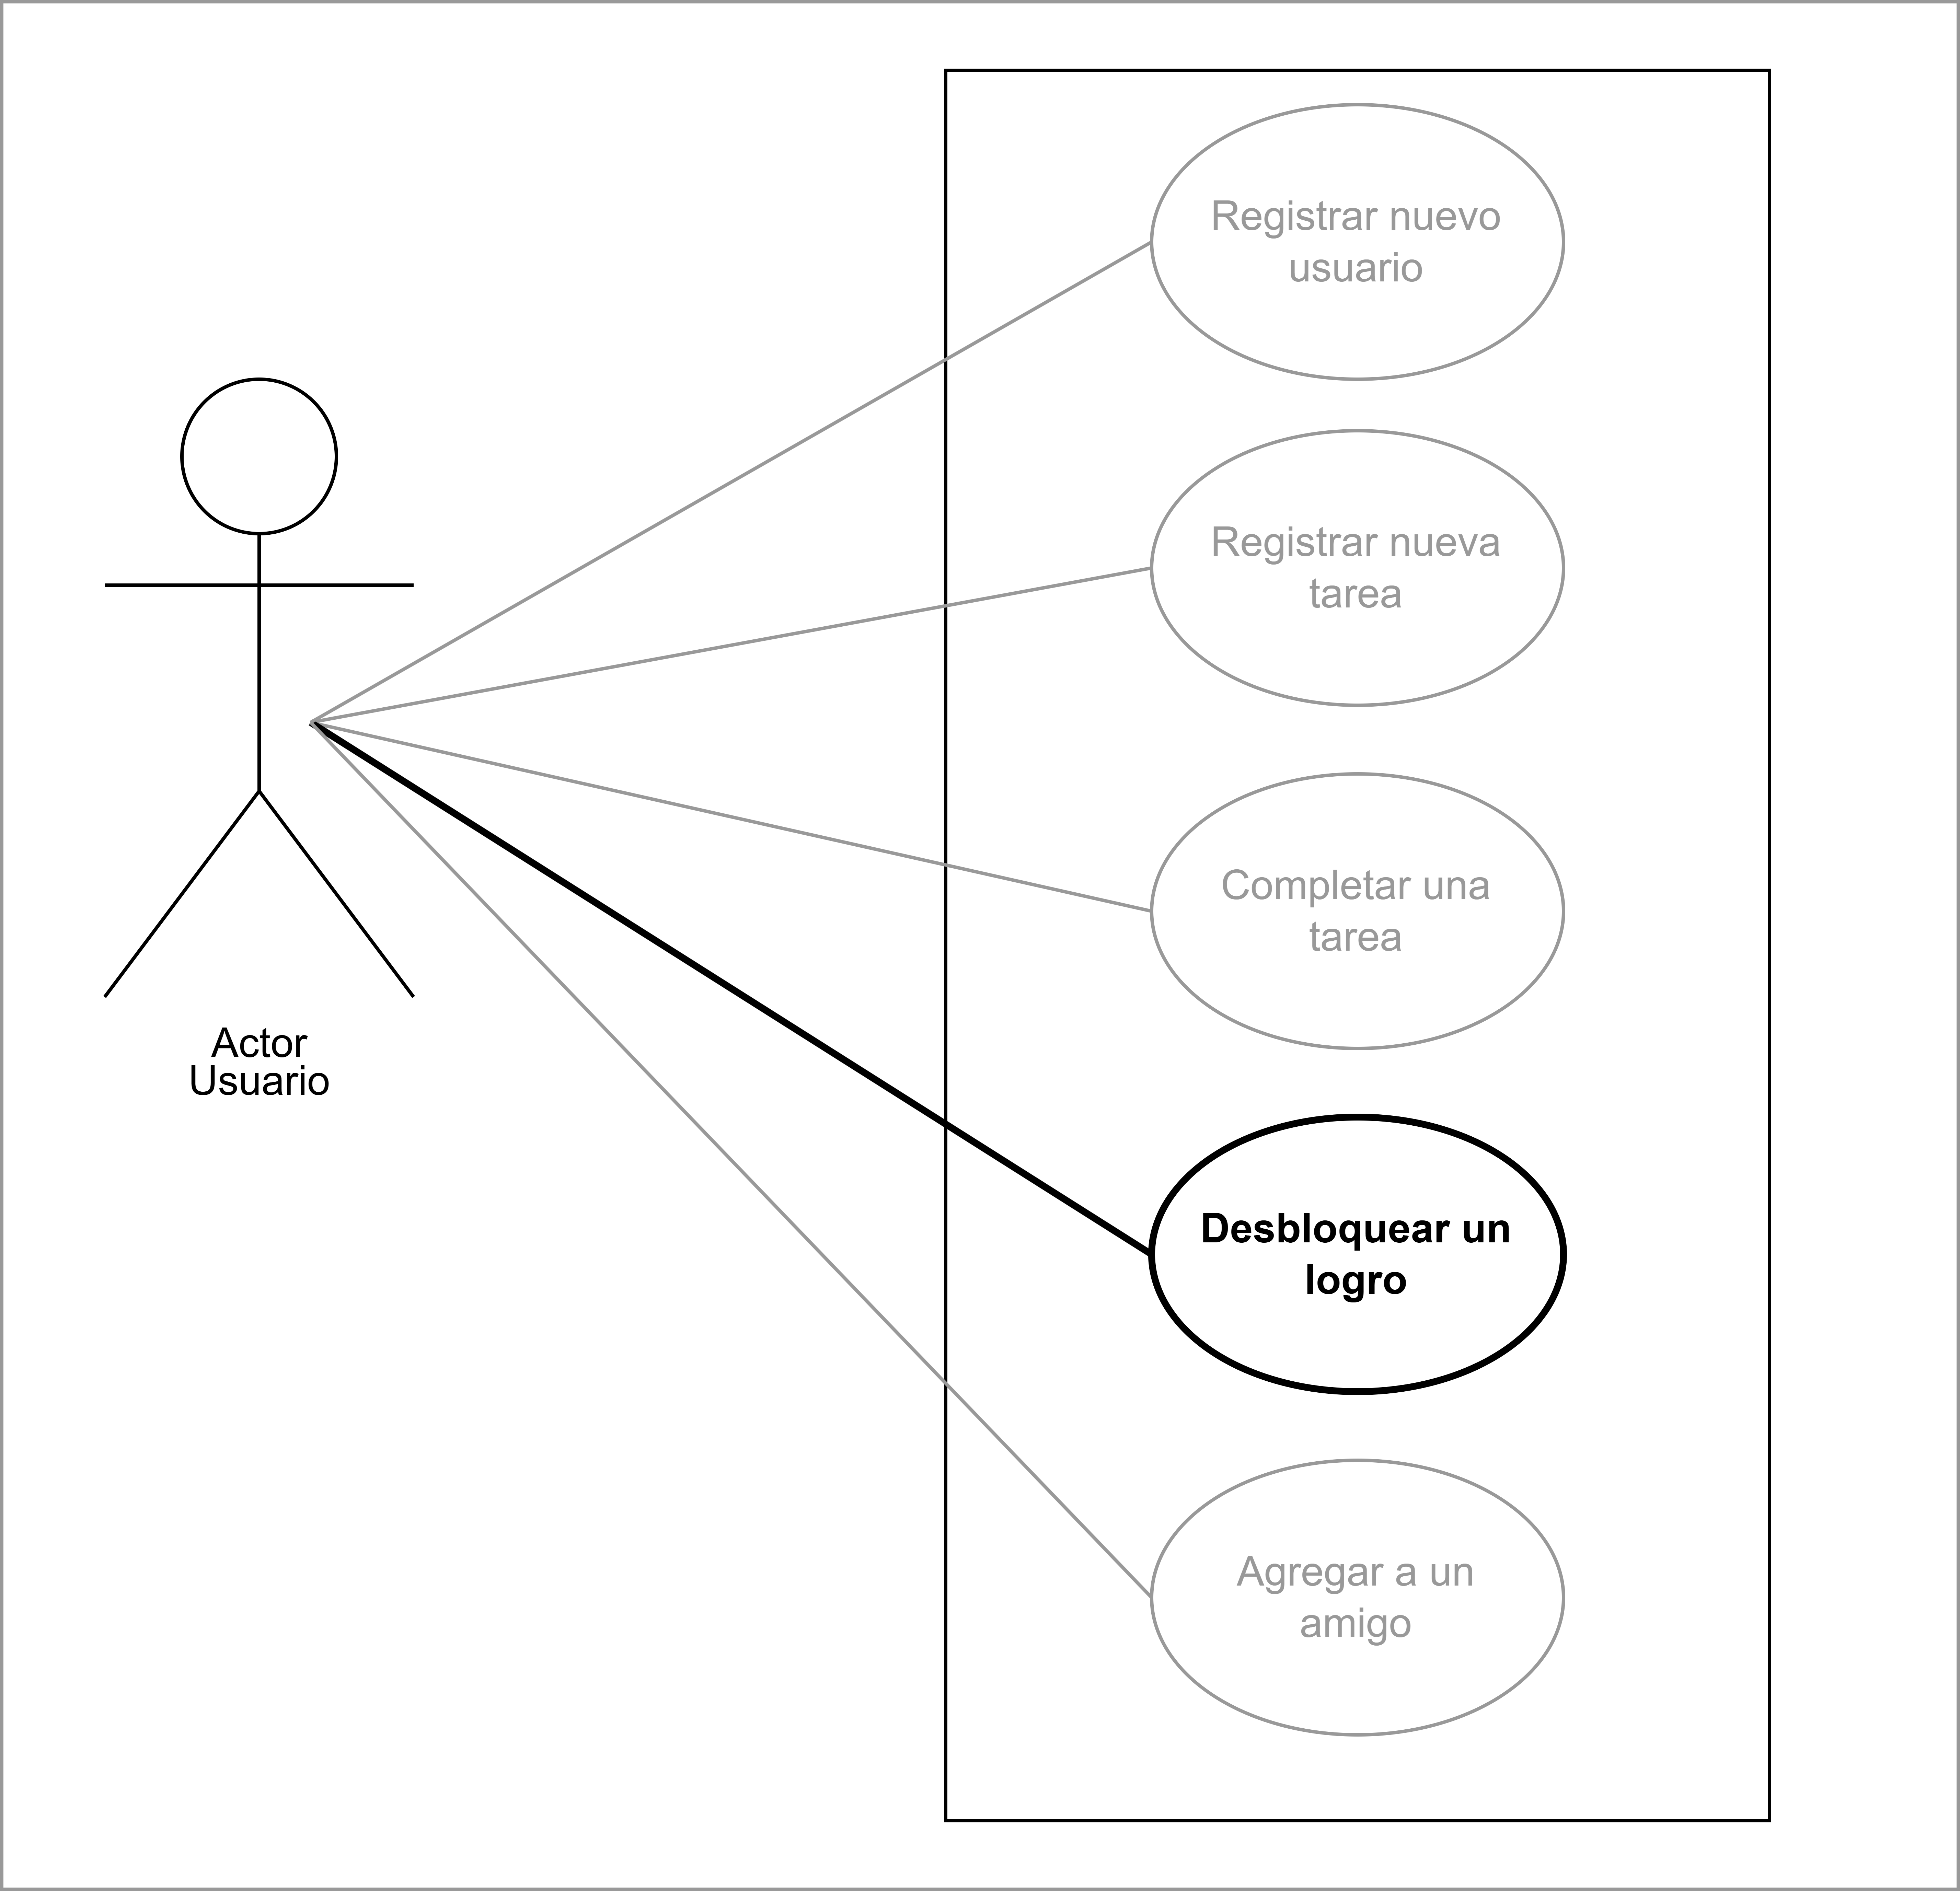 Registrar nuevo
usuario
Registrar nueva
tarea
Completar una
tarea
Actor
Usuario
Desbloquear un
logro
Agregar a un
amigo